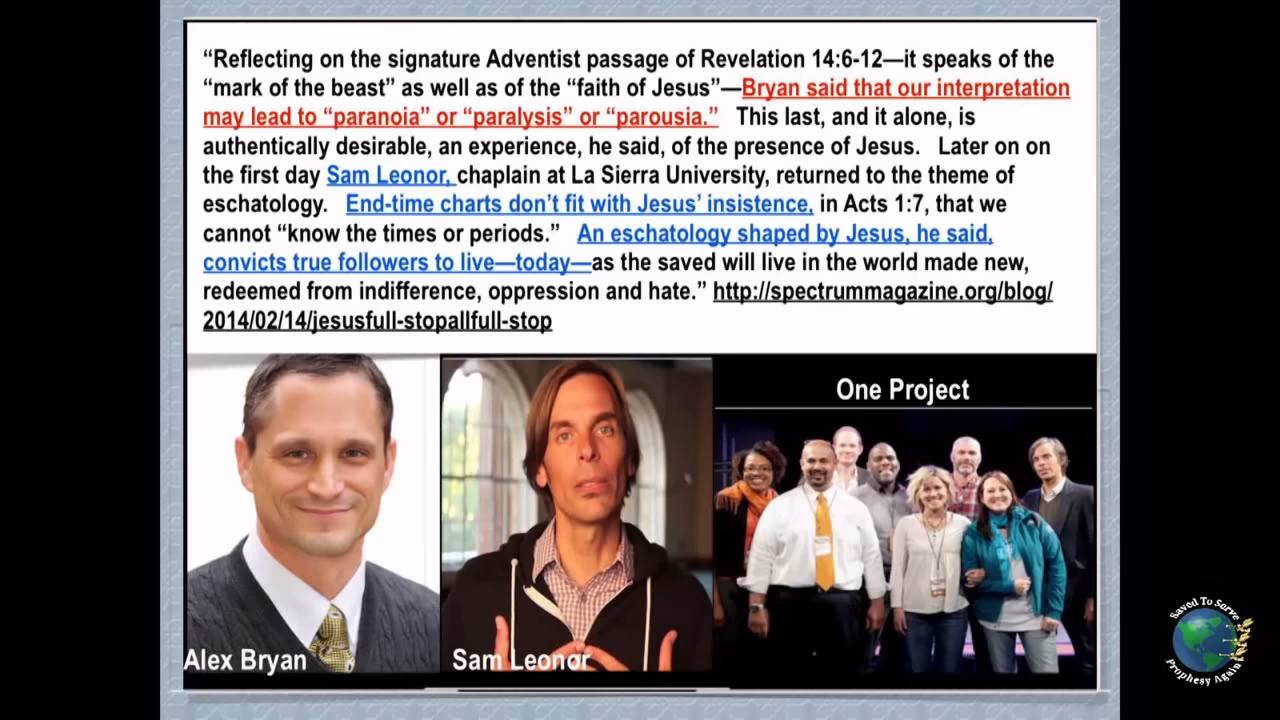 “Reflecting on the signature Adventist passage of Revelation 14:6-12—it speaks of the
“mark of the beast” as well as of the “faith of Jesus”—Bryan said that our interpretation
may lead to “paranoia” or “paralysis” or “parousia.” This last, and it alone, is
authentically desirable, an experience, he said, of the presence of Jesus. Later on on
the first day Sam Leonor, chaplain at La Sierra University, returned to the theme of
eschatology. End-time charts don’t fit with Jesus’ insistence, in Acts 1:7, that we
cannot “know the times or periods.” An eschatology shaped by Jesus, he said,
convicts true followers to live—today—as the saved will live in the world made new,
redeemed from indifference, oppression and hate.” http://spectrummagazine.org/blog/
2014/02/14/jesusfull-stopallfull-stop
One Project
Alex Bryan
Sam Leonor
Saved To Serve
Prophesy Again